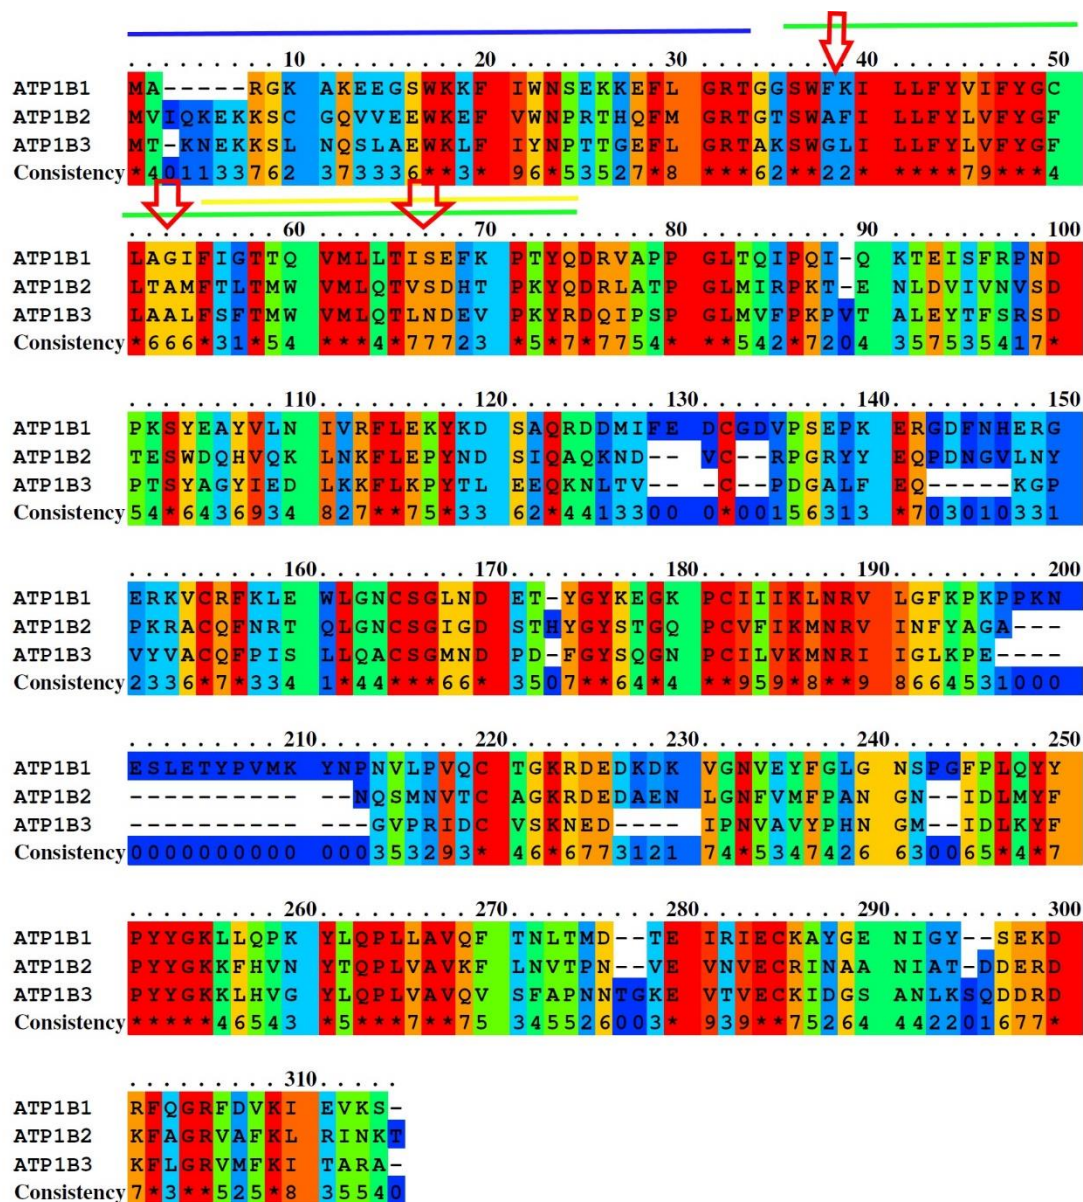 . . . . . . . . . 10 . . . . . . . . . 20 . . . . . . . . . 30 . . . . . . . . . 40 . . . . . . . . . 50
ATP1B1 MA-----RGK AKEEGSWKKF IWNSEKKEFL GRTGGSWFKI LLFYVIFYGC
ATP1B2 MVIQKEKKSC GQVVEEWKEF VWNPRTHQFM GRTGTSWAFI LLFYLVFYGF
ATP1B3 MT-KNEKKSL NQSLAEWKLF IYNPTTGEFL GRTAKSWGLI LLFYLVFYGF
Consistency *401133762 373336**3* 96*53527*8 ***62**22* ******79***4
. . . . . . . . . 60 . . . . . . . . . 70 . . . . . . . . . 80 . . . . . . . . . 90 . . . . . . . . . 100
ATP1B1 LAGIFIGTTQ VMLLTISEFK PTYQDRVAPP GLTQIPQI-Q KTEISFRPND
ATP1B2 LTAMFTLTMW VMLQTVSDHT PKYQDRLATP GLMIRPKT-E NLDVIVNVSD
ATP1B3 LAALFSFTMW VMLQTLNDEV PKYRDQIPSP GLMVFPKPVT ALEYTFSRSD
Consistency *666*31*54 ***4*77723 *5*7*7754* **542*7204 357535417*
. . . . . . . . . 110 . . . . . . . . . 120 . . . . . . . . . 130 . . . . . . . . . 140 . . . . . . . . . 150
ATP1B1 PKSYEAYVLN IVRFLEKYKD SAQRDDMIFE DCGDVPSEPK ERGDFNHERG
ATP1B2 TESWDQHVQK LNKFLEPYND SIQAQKND-- VC--RPGRYY EQPDNGVLNY
ATP1B3 PTSYAGYIED LKKFLKPYTL EEQKNLTV-- -C--PDGALF EQ-----KGP
Consistency 54*6436934 827**75*33 62*4413300 0*00156313 *703010331
. . . . . . . . . 160 . . . . . . . . . 170 . . . . . . . . . 180 . . . . . . . . . 190 . . . . . . . . . 200
ATP1B1 ERKVCRFKLE WLGNCSGLND ET-YGYKEGK PCIIIKLNRV LGFKPKPPKN
ATP1B2 PKRACQFNRT QLGNCSGIGD STHYGYSTGQ PCVFIKMNRV INFYAGA---
ATP1B3 VYVACQFPIS LLQACSGMND PD-FGYSQGN PCILVKMNRI IGLKPE----
Consistency 2336*7*334 1*44***66* 3507**64*4 **959*8**9 8664531000
. . . . . . . . . 210 . . . . . . . . . 220 . . . . . . . . . 230 . . . . . . . . . 240 . . . . . . . . . 250
ATP1B1 ESLETYPVMK YNPNVLPVQC TGKRDEDKDK VGNVEYFGLG NSPGFPLQYY
ATP1B2 ---------- --NQSMNVTC AGKRDEDAEN LGNFVMFPAN GN--IDLMYF
ATP1B3 ---------- ---GVPRIDC VSKNED---- IPNVAVYPHN GM--IDLKYF
Consistency 0000000000 000353293* 46*6773121 74*5347426 630065*4*7
. . . . . . . . . 260 . . . . . . . . . 270 . . . . . . . . . 280 . . . . . . . . . 290 . . . . . . . . . 300
ATP1B1 PYYGKLLQPK YLQPLLAVQF TNLTMD--TE IRIECKAYGE NIGY--SEKD
ATP1B2 PYYGKKFHVN YTQPLVAVKF LNVTPN--VE VNVECRINAA NIAT-DDERD
ATP1B3 PYYGKKLHVG YLQPLVAVQV SFAPNNTGKE VTVECKIDGS ANLKSQDDRD
Consistency *****46543 *5***7**75 345526003* 939**75264 442201677*
. . . . . . . . . 310 . . . . .
ATP1B1 RFQGRFDVKI EVKS-
ATP1B2 KFAGRVAFKL RINKT
ATP1B3 KFLGRVMFKI TARA-
Consistency 7*3**525*8 35540